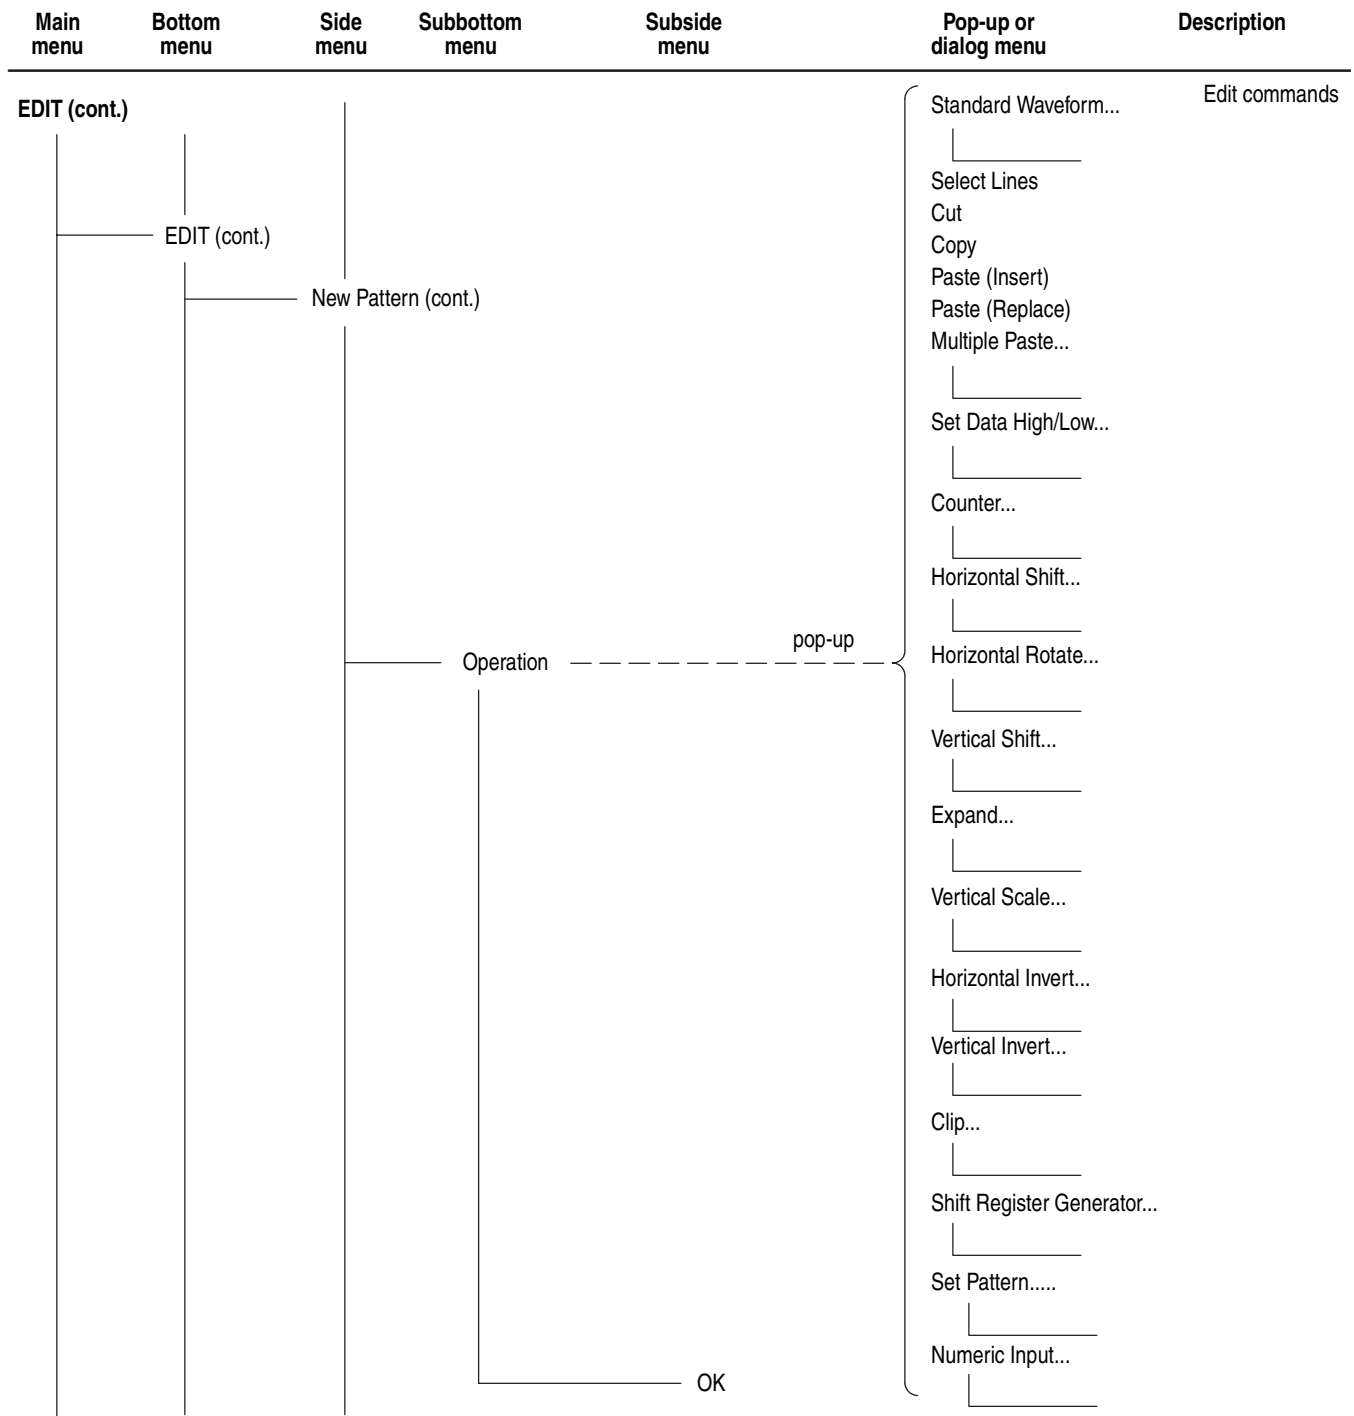 Main menu
Bottom menu
Side menu
Subbottom menu
Subside menu
Pop-up or dialog menu
Description
EDIT (cont.)
Standard Waveform...
Edit commands
Select Lines
Cut
EDIT (cont.)
Copy
Paste (Insert)
New Pattern (cont.)
Paste (Replace)
Multiple Paste...
Set Data High/Low...
Counter...
Horizontal Shift...
pop-up
Operation
Horizontal Rotate...
Vertical Shift...
Expand...
Vertical Scale...
Horizontal Invert...
Vertical Invert...
Clip...
Shift Register Generator...
Set Pattern.....
Numeric Input...
OK